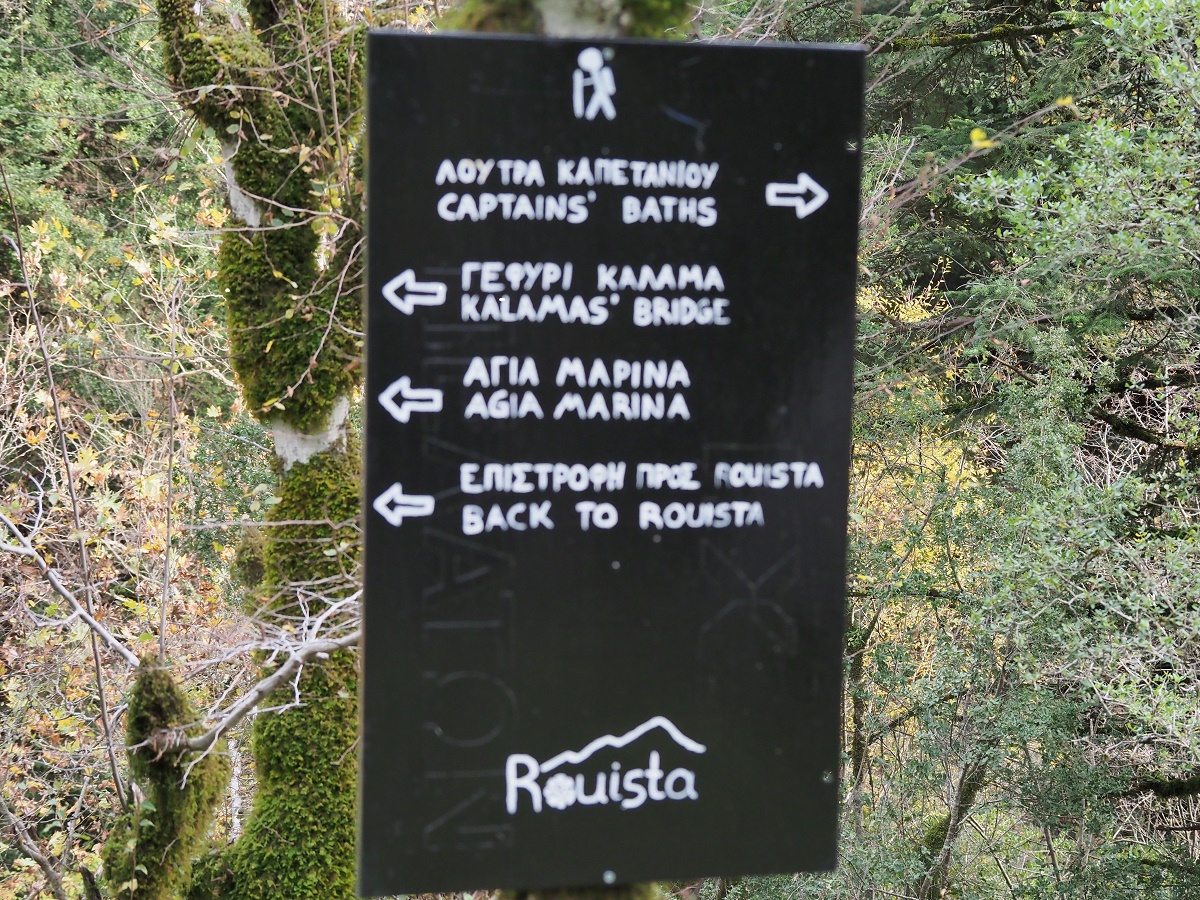 ΛΟΥΤΡΑ ΚΑΠΕΤΑΝΙΟΥ
CAPTAINS' BATHS
ΓΕΦΥΡΙ ΚΑΛΑΜΑ
KALAMAS' BRIDGE
ΑΓΙΑ ΜΑΡΙΝΑ
AGIA MARINA
ΕΠΙΣΤΡΟΦΗ ΠΡΟΣ ROUISTA
BACK TO ROUISTA
Rouista